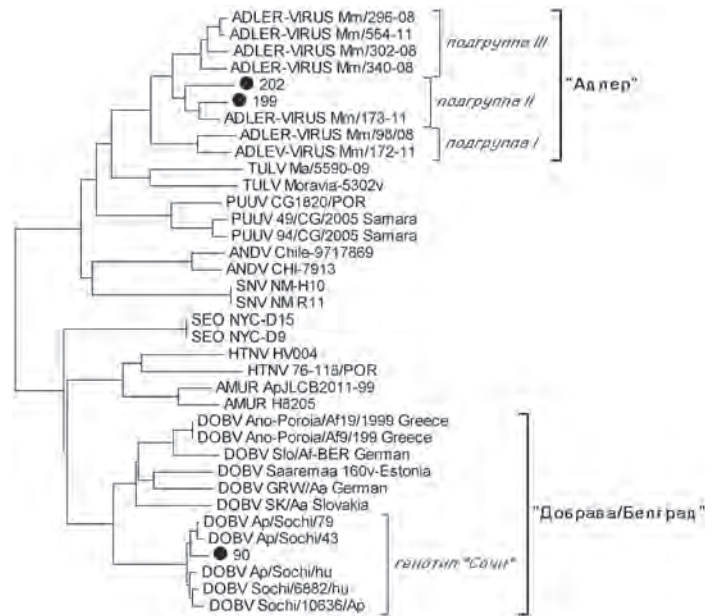 ADLER-VIRUS Mm/296-08
ADLER-VIRUS Mm/554-11
ADLER-VIRUS Mm/302-08
ADLER-VIRUS Mm/340-08
подгруппа III
202
199
ADLER-VIRUS Mm/173-11
подгруппа II
"Адлер"
ADLER-VIRUS Mm/98/08
ADLEV-VIRUS Mm/172-11
подгруппа I
TULV Ma/5590-09
TULV Moravia-5302v
PUUV CG1820/POR
PUUV 49/CG/2005 Samara
PUUV 94/CG/2005 Samara
ANDV Chile-9717869
ANDV CHI-7913
SNV NM-H10
SNV NM R11
SEO NYC-D15
SEO NYC-D9
HTNV HV004
HTNV 76-118/POR
AMUR ApJLCB2011-99
AMUR H8205
DOBV Ano-Poroia/Af19/1999 Greece
DOBV Ano-Poroia/Af9/199 Greece
DOBV Slo/Af-BER German
DOBV Saaremaa 160v-Estonia
DOBV GRW/Aa German
DOBV SK/Aa Slovakia
"Добрава/Белград"
DOBV Ap/Sochi/79
DOBV Ap/Sochi/43
90
генотип "Сочи"
DOBV Ap/Sochi/hu
DOBV Sochi/6882/hu
DOBV Sochi/10636/Ap